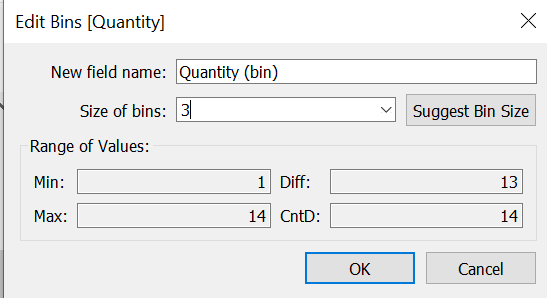 Edit Bins [Quantity]
New field name: Quantity (bin)
Size of bins: 3 Suggest Bin Size
Range of Values:
Min: 1 Diff: 13
Max: 14 CntD: 14
OK Cancel